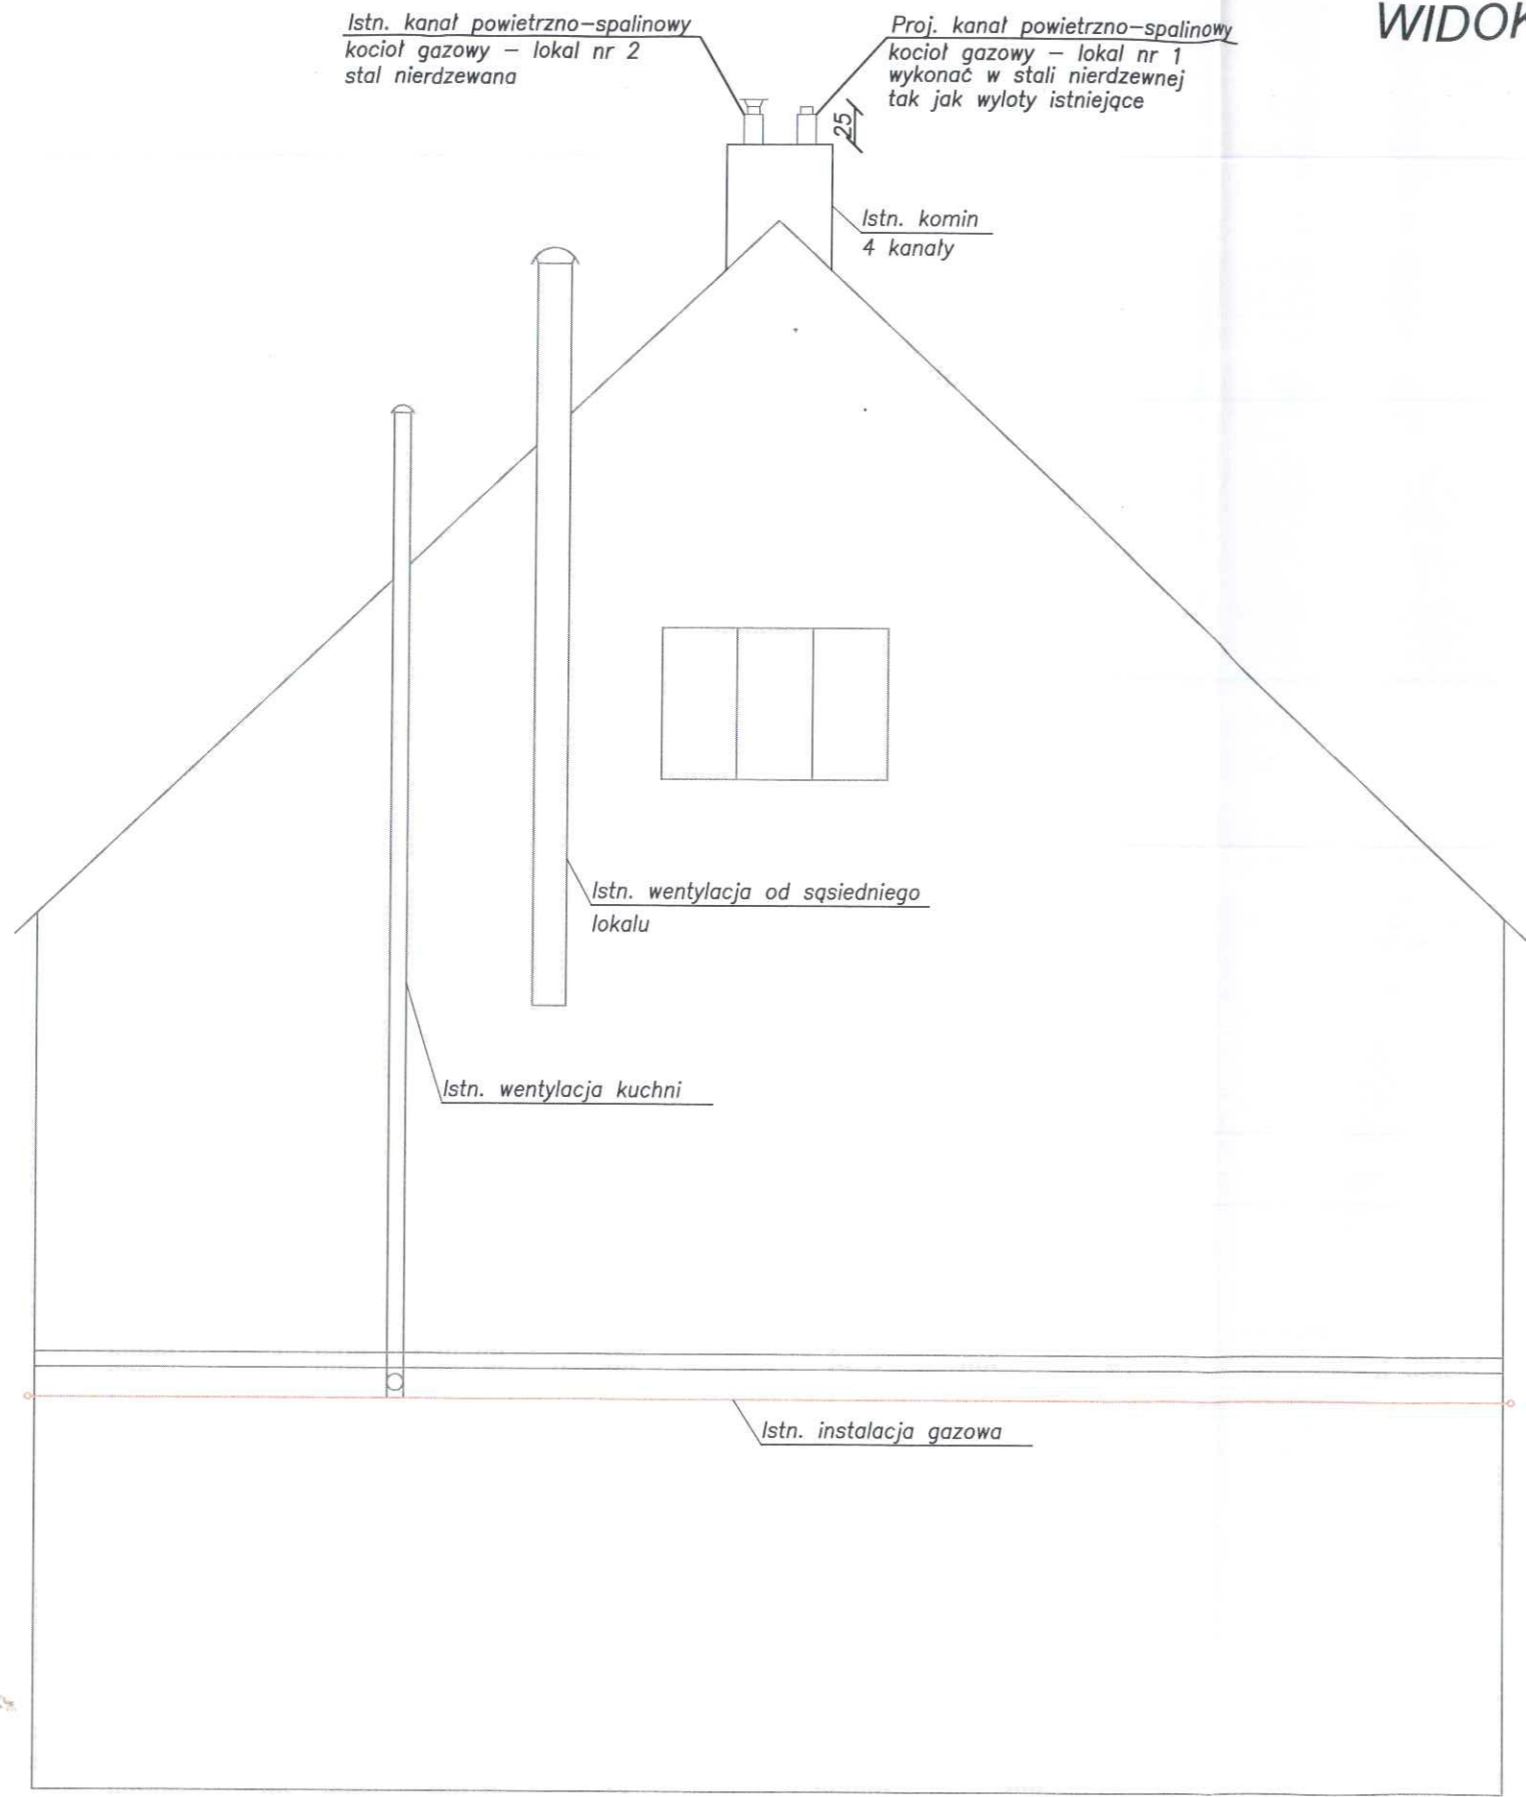 Istn. kanał powietrzno-spalinowy
kocioł gazowy – lokal nr 2
stal nierdzewana
Proj. kanał powietrzno-spalinowy
kocioł gazowy – lokal nr 1
wykonać w stali nierdzewnej
tak jak wyloty istniejące
WIDOK
25
Istn. komin
4 kanały
Istn. wentylacja od sąsiedniego
lokalu
Istn. wentylacja kuchni
Istn. instalacja gazowa